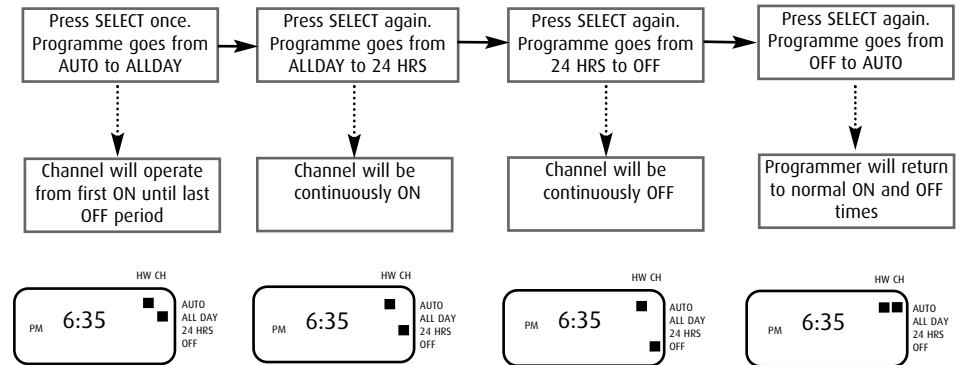 Press SELECT once.
Programme goes from
AUTO to ALLDAY
Press SELECT again.
Programme goes from
ALLDAY to 24 HRS
Press SELECT again.
Programme goes from
24 HRS to OFF
Press SELECT again.
Programme goes from
OFF to AUTO
Channel will operate
from first ON until last
OFF period
Channel will be
continuously ON
Channel will be
continuously OFF
Programmer will return
to normal ON and OFF
times
HW CH
PM 6:35
AUTO
ALL DAY
24 HRS
OFF
HW CH
PM 6:35
AUTO
ALL DAY
24 HRS
OFF
HW CH
PM 6:35
AUTO
ALL DAY
24 HRS
OFF
HW CH
PM 6:35
AUTO
ALL DAY
24 HRS
OFF